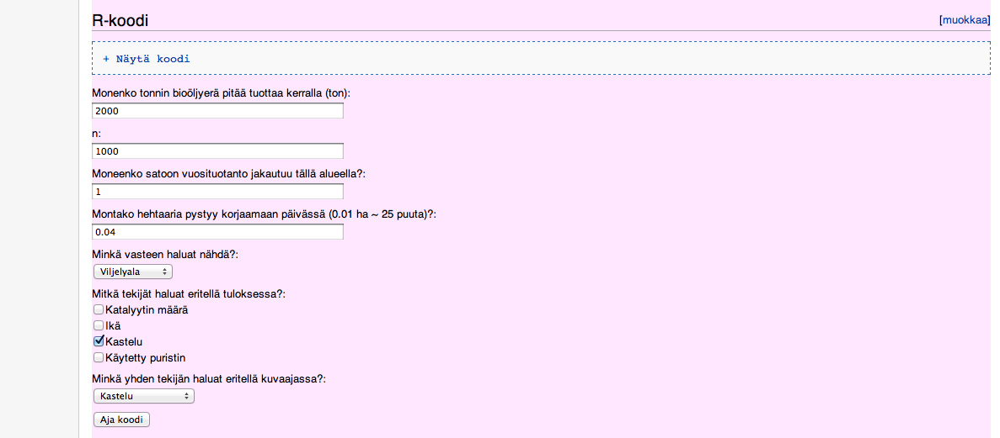 R-koodi
[muokkaa]
+ Näytä koodi
Monenko tonnin bioöljyerä pitää tuottaa kerralla (ton):
2000
n:
1000
Moneenko satoon vuosituotanto jakautuu tällä alueella?:
1
Montako hehtaaria pystyy korjaamaan päivässä (0.01 ha ~ 25 puuta)?:
0.04
Minkä vasteen haluat nähdä?:
Viljelyala
Mitkä tekijät haluat eritellä tuloksessa?:
Katalyytin määrä
Ikä
Kastelu
Käytetty puristin
Minkä yhden tekijän haluat eritellä kuvaajassa?:
Kastelu
Aja koodi